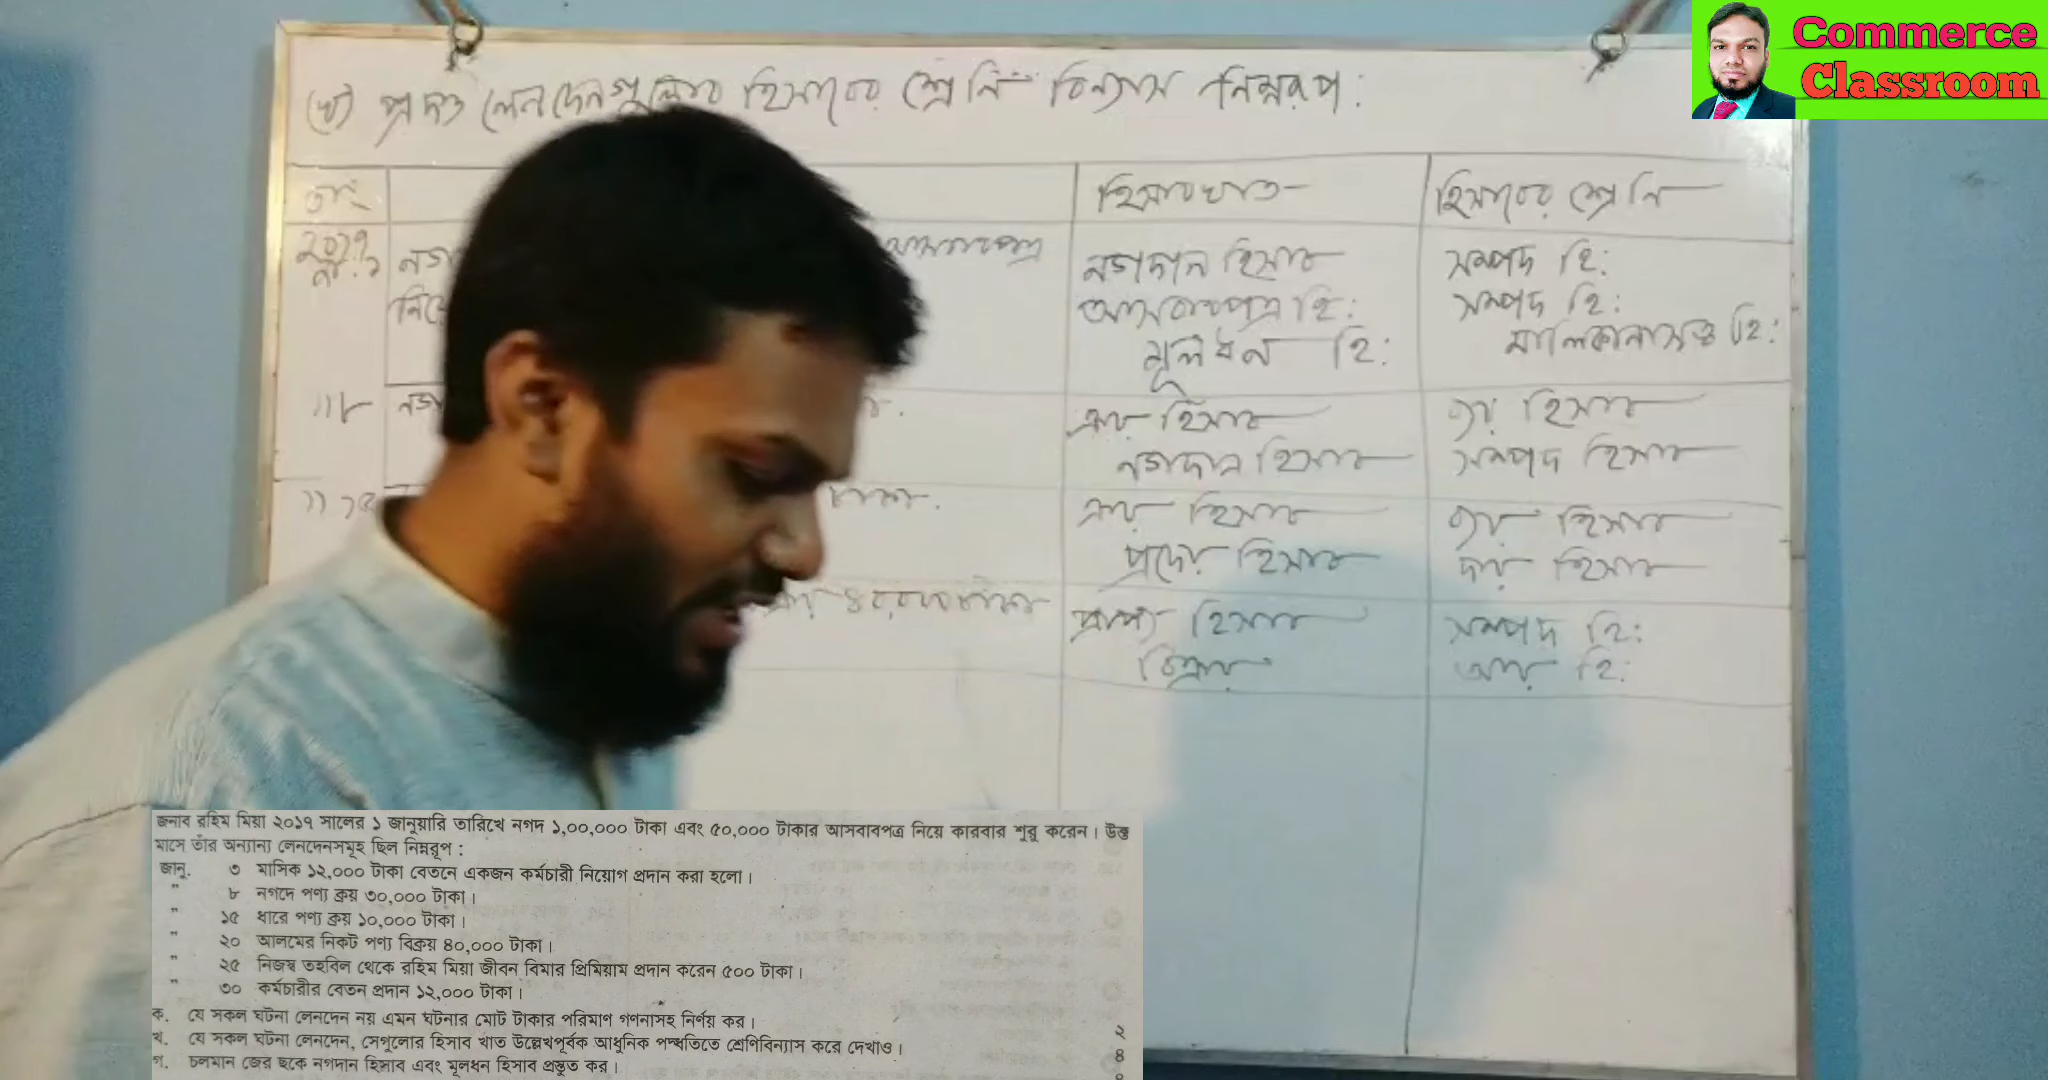 Commerce
Classroom
(খ) প্রদত্ত লেনদেনগুলোর হিসাবের শ্রেনি বিন্যাস নিম্নরূপ:
তাং হিসাবখাত হিসাবের শ্রেনি
২০১৭ আসবাবপত্র নগদান হিসাব সম্পদ হি:
আসবাবপত্র হি: সম্পদ হি:
মূলধন হি: মালিকানাসত্ত্ব হি:
"৮ ক্রয় হিসাব ব্যয় হিসাব
নগদান হিসাব সম্পদ হিসাব
" ১৫ টাকা. ক্রয় হিসাব ব্যয় হিসাব
প্রদেয় হিসাব দায় হিসাব
৪০,০০০ টাকা প্রাপ্য হিসাব সম্পদ হি:
বিক্রয় আয় হি:
জনাব রহিম মিয়া ২০১৭ সালের ১ জানুয়ারি তারিখে নগদ ১,০০,০০০ টাকা এবং ৫০,০০০ টাকার আসবাবপত্র নিয়ে কারবার শুরু করেন। উক্ত
মাসে তাঁর অন্যান্য লেনদেনসমূহ ছিল নিম্নরূপ :
জানু. ৩ মাসিক ১২,০০০ টাকা বেতনে একজন কর্মচারী নিয়োগ প্রদান করা হলো।
" ৮ নগদে পণ্য ক্রয় ৩০,০০০ টাকা।
" ১৫ ধারে পণ্য ক্রয় ১০,০০০ টাকা।
" ২০ আলমের নিকট পণ্য বিক্রয় ৪০,০০০ টাকা।
" ২৫ নিজস্ব তহবিল থেকে রহিম মিয়া জীবন বিমার প্রিমিয়াম প্রদান করেন ৫০০ টাকা।
" ৩০ কর্মচারীর বেতন প্রদান ১২,০০০ টাকা।
ক. যে সকল ঘটনা লেনদেন নয় এমন ঘটনার মোট টাকার পরিমাণ গণনাসহ নির্ণয় কর। ২
খ. যে সকল ঘটনা লেনদেন, সেগুলোর হিসাব খাত উল্লেখপূর্বক আধুনিক পদ্ধতিতে শ্রেণিবিন্যাস করে দেখাও। ৪
গ. চলমান জের ছকে নগদান হিসাব এবং মূলধন হিসাব প্রস্তুত কর।